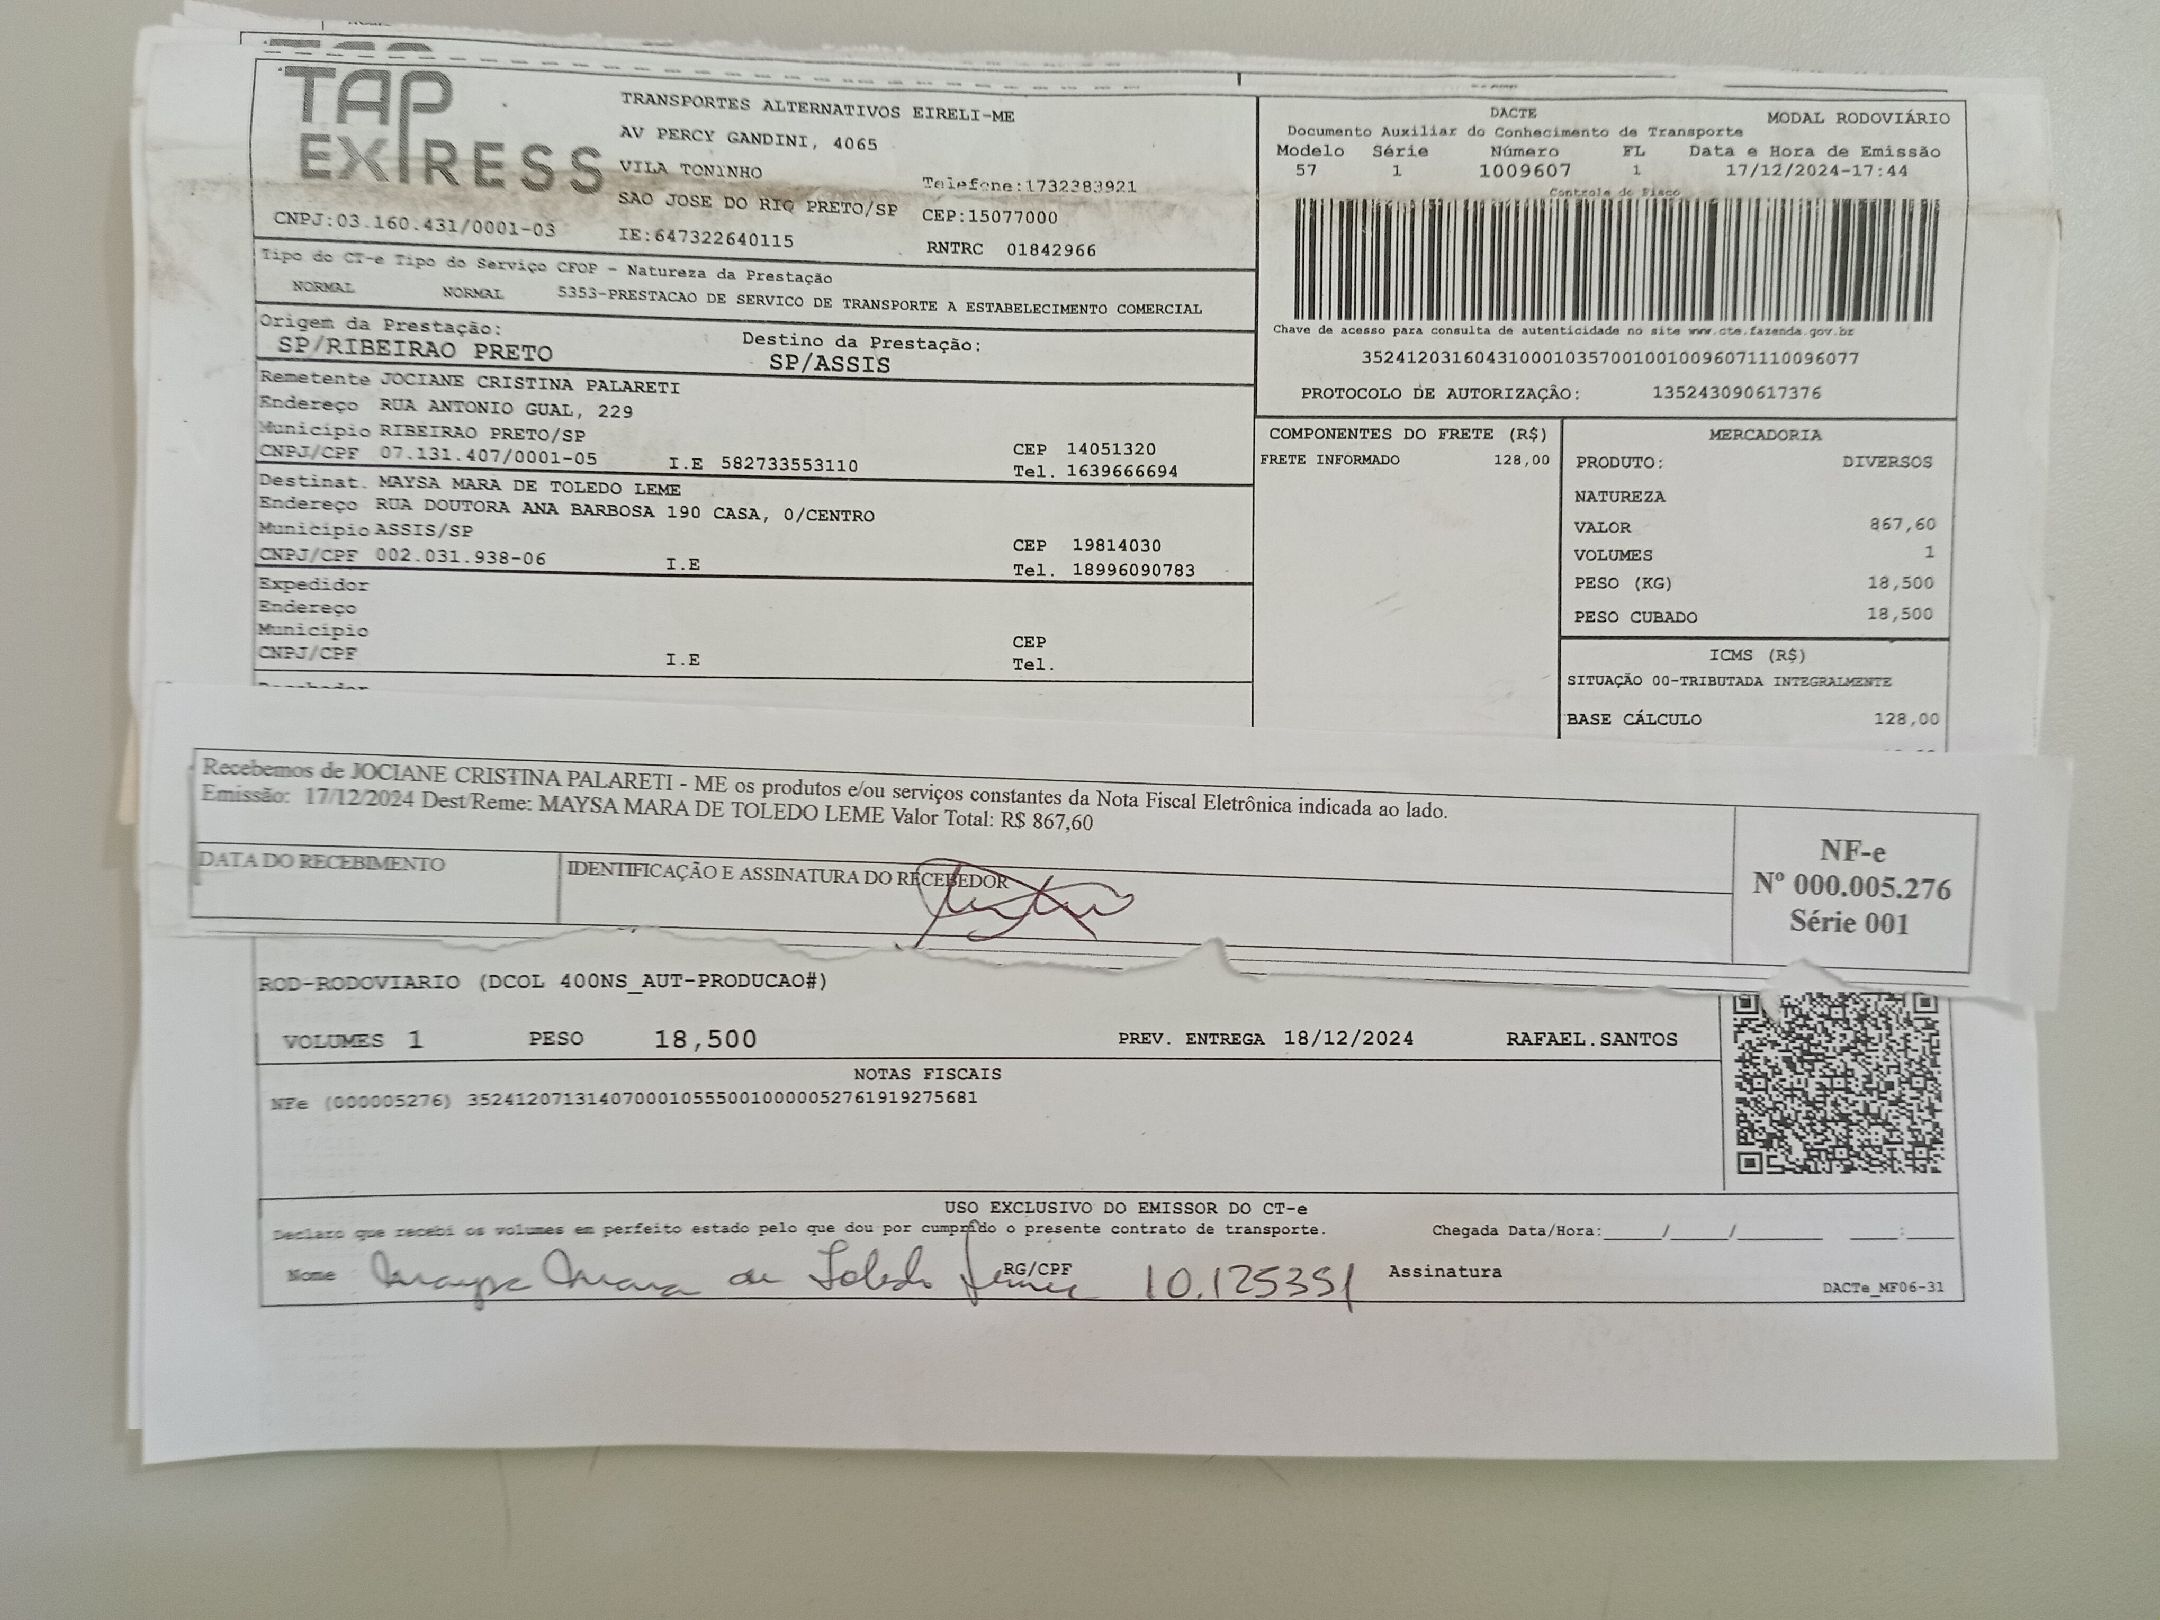 TAP
EXPRESS
CNPJ:03.160.431/0001-03
TRANSPORTES ALTERNATIVOS EIRELI-ME
AV PERCY GANDINI, 4065
VILA TONINHO
Telefone:1732383921
SAO JOSE DO RIO PRETO/SP CEP:15077000
IE:647322640115 RNTRC 01842966
DACTE MODAL RODOVIÁRIO
Documento Auxiliar do Conhecimento de Transporte
Modelo Série Número FL Data e Hora de Emissão
57 1 1009607 1 17/12/2024-17:44
Controle do Fisco
Chave de acesso para consulta de autenticidade no site www.cte.fazenda.gov.br
35241203160431000103570010010096071110096077
PROTOCOLO DE AUTORIZAÇÃO: 135243090617376
Tipo do CT-e Tipo do Serviço CFOP - Natureza da Prestação
NORMAL NORMAL 5353-PRESTACAO DE SERVICO DE TRANSPORTE A ESTABELECIMENTO COMERCIAL
Origem da Prestação: Destino da Prestação:
SP/RIBEIRAO PRETO SP/ASSIS
Remetente JOCIANE CRISTINA PALARETI
Endereço RUA ANTONIO GUAL, 229
Município RIBEIRAO PRETO/SP CEP 14051320
CNPJ/CPF 07.131.407/0001-05 I.E 582733553110 Tel. 1639666694
Destinat. MAYSA MARA DE TOLEDO LEME
Endereço RUA DOUTORA ANA BARBOSA 190 CASA, 0/CENTRO
Município ASSIS/SP CEP 19814030
CNPJ/CPF 002.031.938-06 I.E Tel. 18996090783
Expedidor
Endereço
Município CEP
CNPJ/CPF I.E Tel.
COMPONENTES DO FRETE (R$)
FRETE INFORMADO 128,00
MERCADORIA
PRODUTO: DIVERSOS
NATUREZA
VALOR 867,60
VOLUMES 1
PESO (KG) 18,500
PESO CUBADO 18,500
ICMS (R$)
SITUAÇÃO 00-TRIBUTADA INTEGRALMENTE
BASE CÁLCULO 128,00
Recebemos de JOCIANE CRISTINA PALARETI - ME os produtos e/ou serviços constantes da Nota Fiscal Eletrônica indicada ao lado.
Emissão: 17/12/2024 Dest/Reme: MAYSA MARA DE TOLEDO LEME Valor Total: R$ 867,60
DATA DO RECEBIMENTO IDENTIFICAÇÃO E ASSINATURA DO RECEBEDOR
NF-e
Nº 000.005.276
Série 001
ROD-RODOVIARIO (DCOL 400NS_AUT-PRODUCAO#)
VOLUMES 1 PESO 18,500 PREV. ENTREGA 18/12/2024 RAFAEL.SANTOS
NOTAS FISCAIS
NFe (000005276) 35241207131407000105550010000052761919275681
USO EXCLUSIVO DO EMISSOR DO CT-e
Declaro que recebi os volumes em perfeito estado pelo que dou por cumprido o presente contrato de transporte. Chegada Data/Hora:_____/_____/_______ ____:____
Nome Maysa Mara de Toledo Leme RG/CPF 10.125351 Assinatura
DACTe_MF06-31